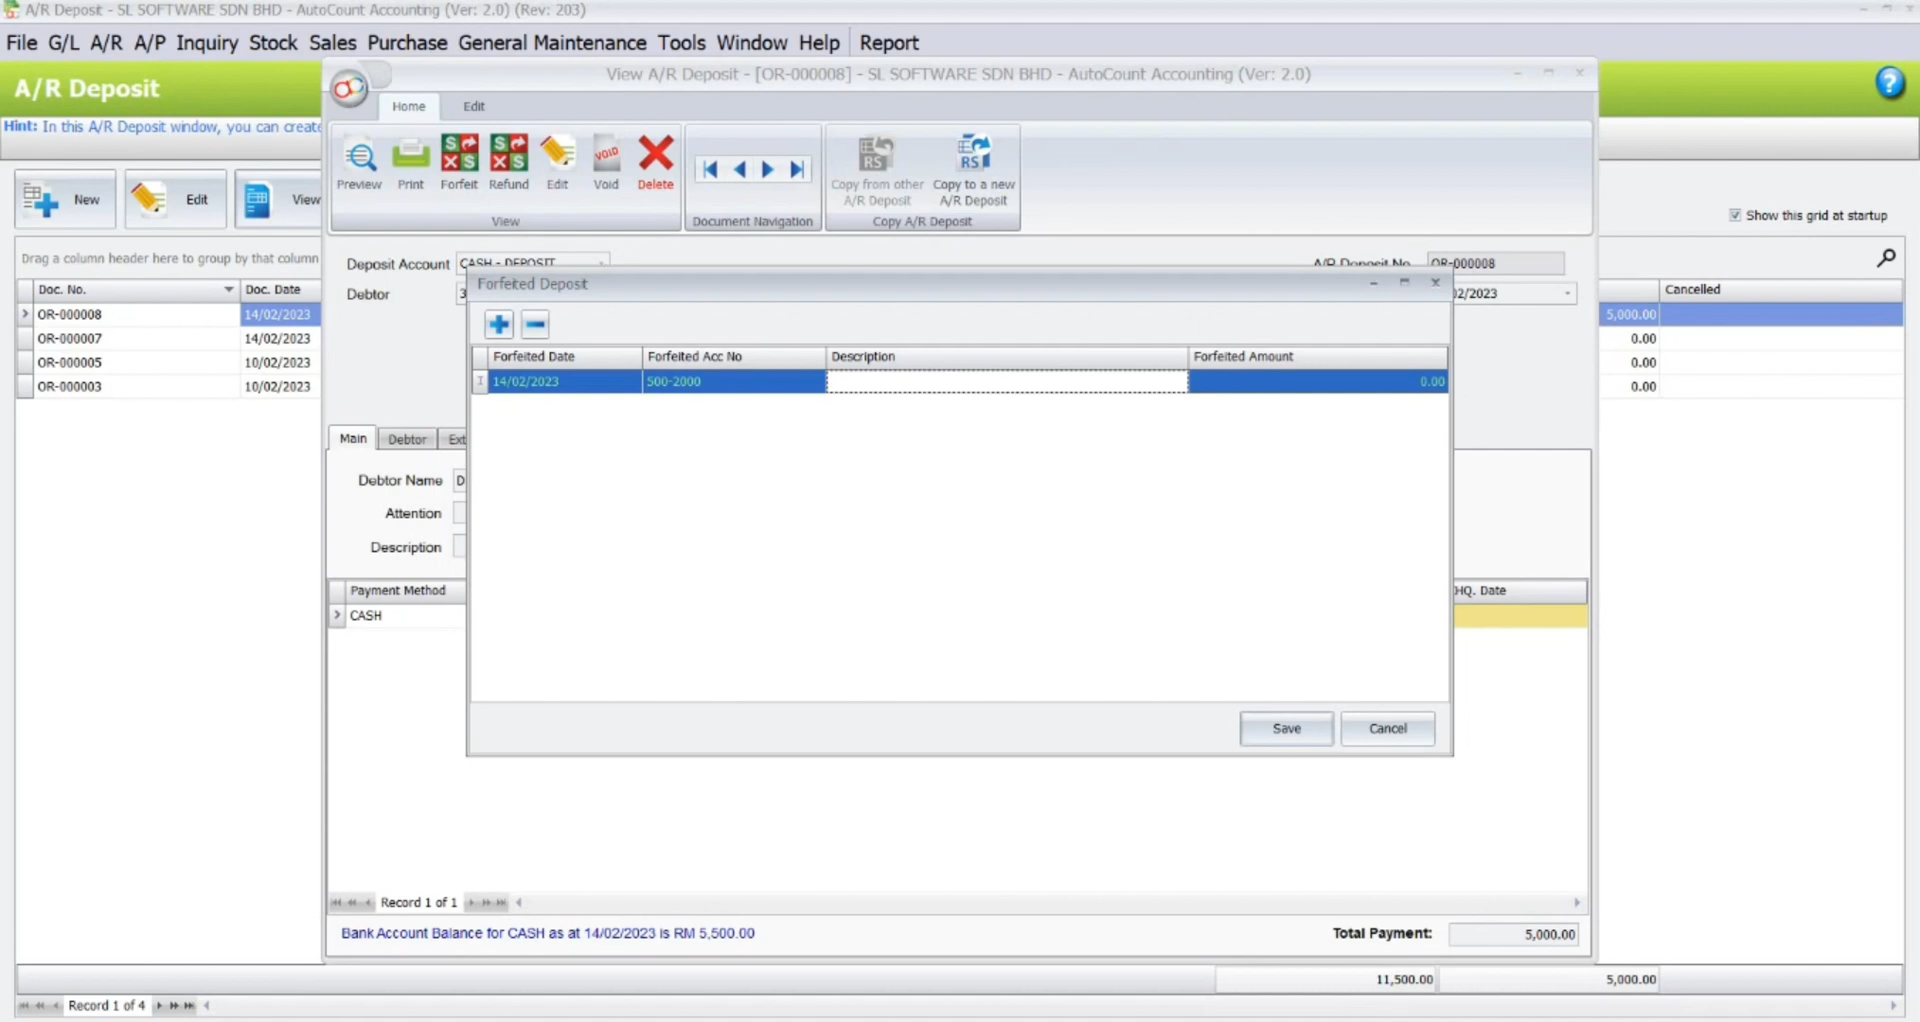 A/R Deposit - SL SOFTWARE SDN BHD - AutoCount Accounting (Ver: 2.0) (Rev: 203)
File G/L A/R A/P Inquiry Stock Sales Purchase General Maintenance Tools Window Help Report
A/R Deposit
Hint: In this A/R Deposit window, you can create
New Edit View
Show this grid at startup
Drag a column header here to group by that column
Doc. No. Doc. Date Cancelled
OR-000008 14/02/2023 5,000.00
OR-000007 14/02/2023 0.00
OR-000005 10/02/2023 0.00
OR-000003 10/02/2023 0.00
View A/R Deposit - [OR-000008] - SL SOFTWARE SDN BHD - AutoCount Accounting (Ver: 2.0)
Home Edit
Preview Print Forfeit Refund Edit Void Delete
View
Document Navigation
Copy from other A/R Deposit
Copy to a new A/R Deposit
Copy A/R Deposit
Deposit Account CASH - DEPOSIT A/R Deposit No OR-000008
Debtor 3 02/2023
Forfeited Deposit
Forfeited Date Forfeited Acc No Description Forfeited Amount
14/02/2023 500-2000 0.00
Save Cancel
Main Debtor Ext
Debtor Name D
Attention
Description
Payment Method HQ. Date
CASH
Record 1 of 1
Bank Account Balance for CASH as at 14/02/2023 is RM 5,500.00 Total Payment: 5,000.00
11,500.00 5,000.00
Record 1 of 4